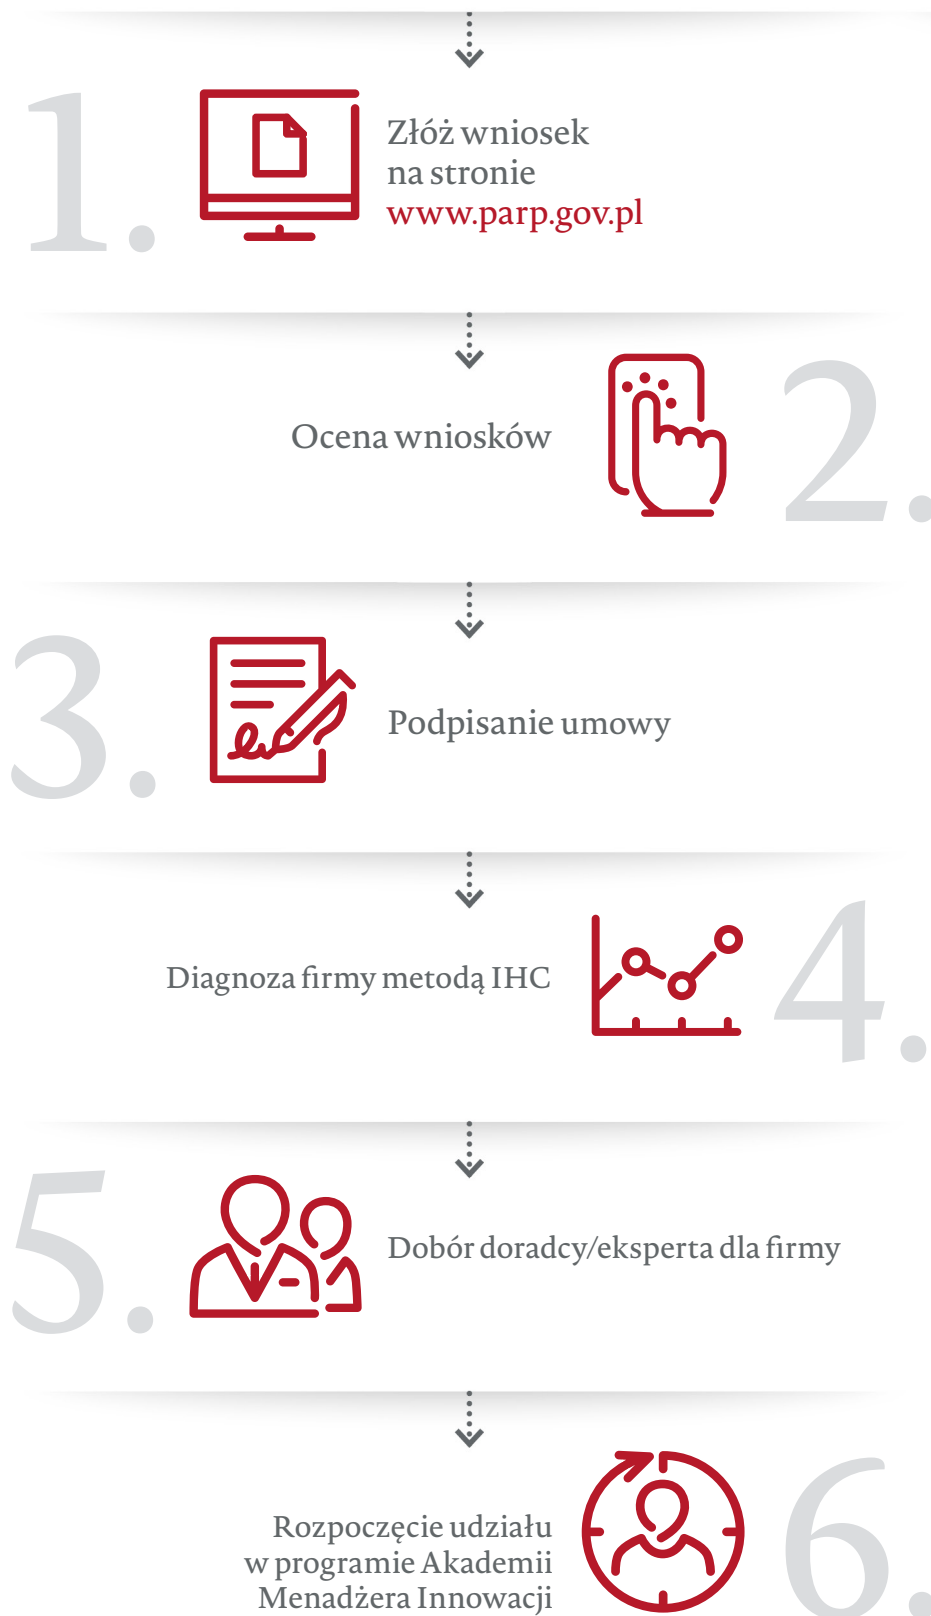 1.
Złóż wniosek
na stronie
www.parp.gov.pl
Ocena wniosków
2.
3.
Podpisanie umowy
Diagnoza firmy metodą IHC
4.
5.
Dobór doradcy/eksperta dla firmy
Rozpoczęcie udziału
w programie Akademii
Menadżera Innowacji
6.